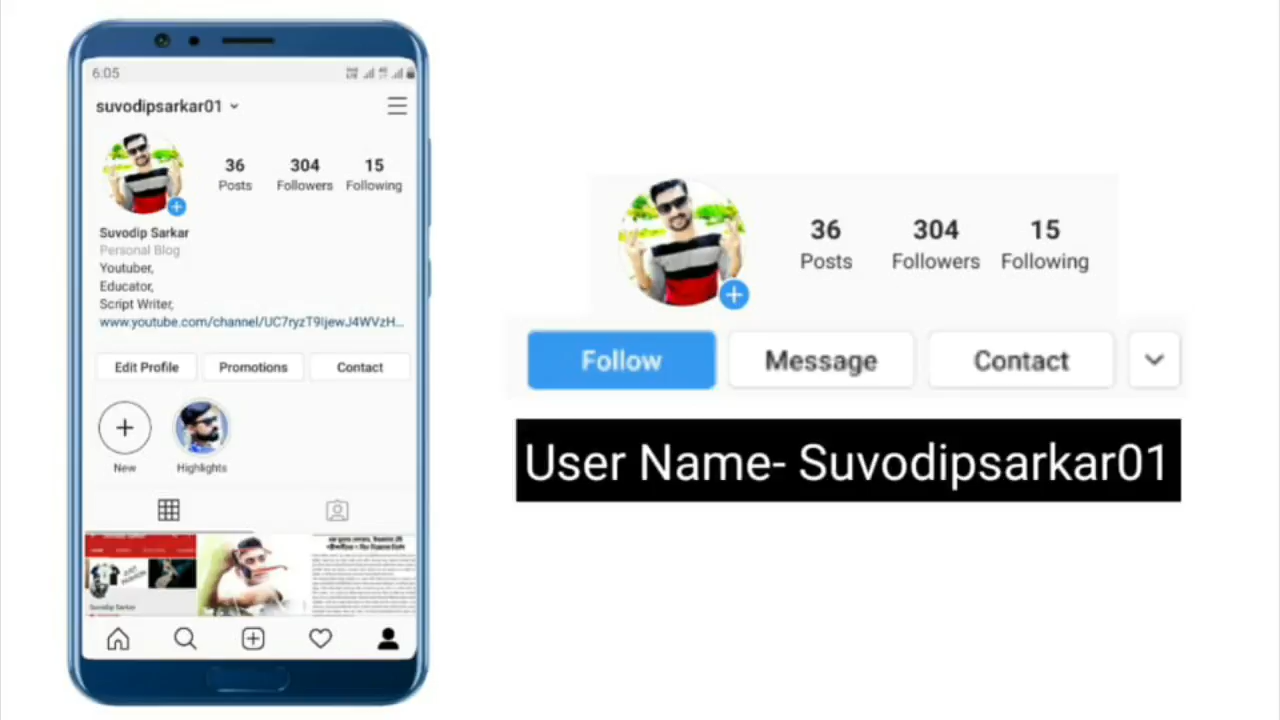 6:05
suvodipsarkar01
36 304 15
Posts Followers Following
Suvodip Sarkar
Personal Blog
Youtuber,
Educator,
Script Writer,
www.youtube.com/channel/UC7ryzT9IjewJ4WVzH...
Edit Profile Promotions Contact
New Highlights
Suvodip Sarkar
36 304 15
Posts Followers Following
Follow Message Contact
User Name- Suvodipsarkar01